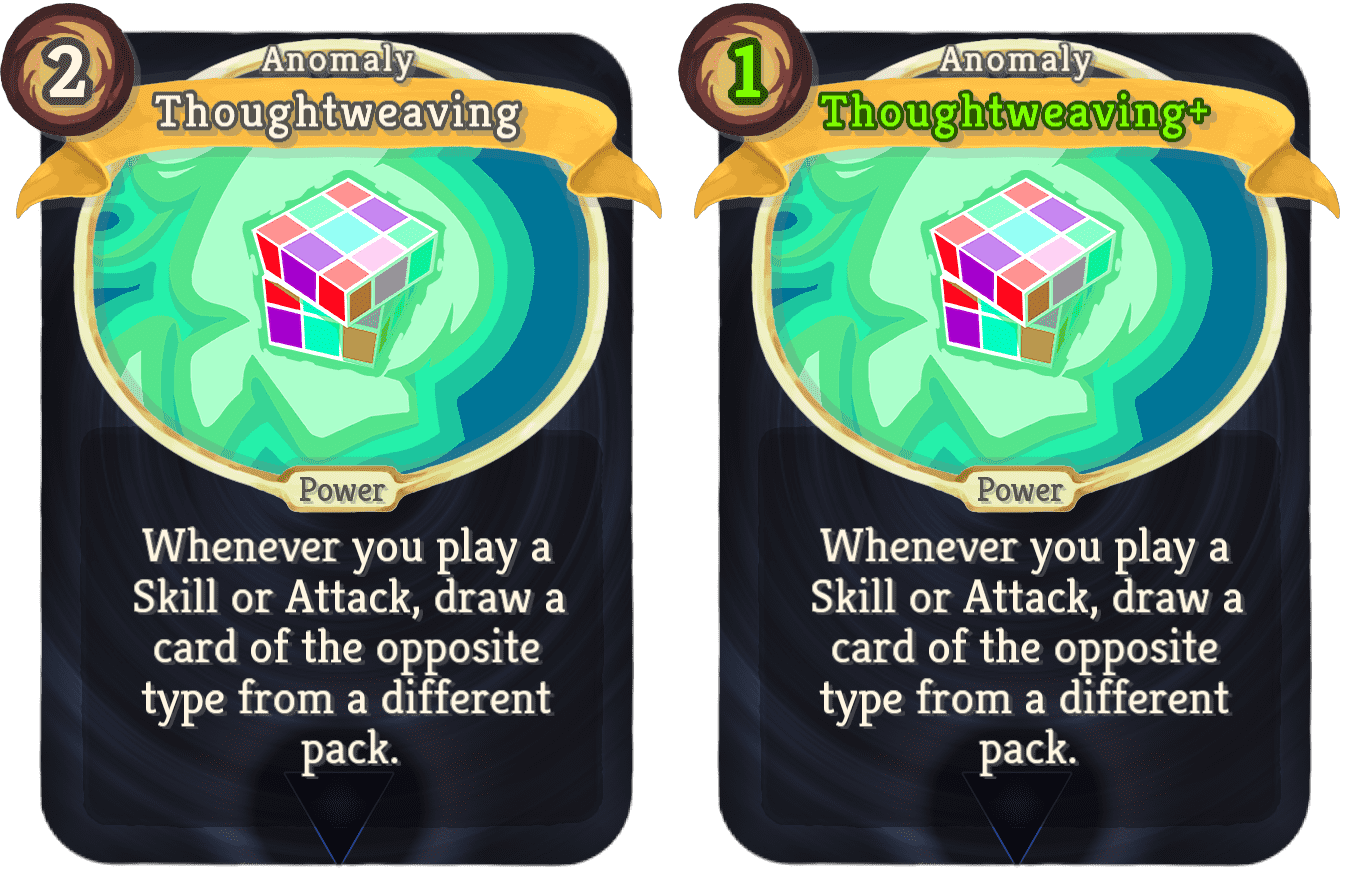 2
Anomaly
Thoughtweaving
Power
Whenever you play a
Skill or Attack, draw a
card of the opposite
type from a different
pack.
1
Anomaly
Thoughtweaving+
Power
Whenever you play a
Skill or Attack, draw a
card of the opposite
type from a different
pack.